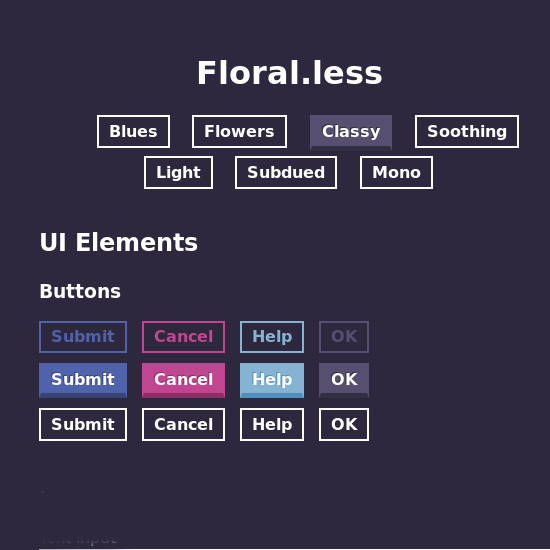 Floral.less
Blues Flowers Classy Soothing
Light Subdued Mono
UI Elements
Buttons
Submit Cancel Help OK
Submit Cancel Help OK
Submit Cancel Help OK